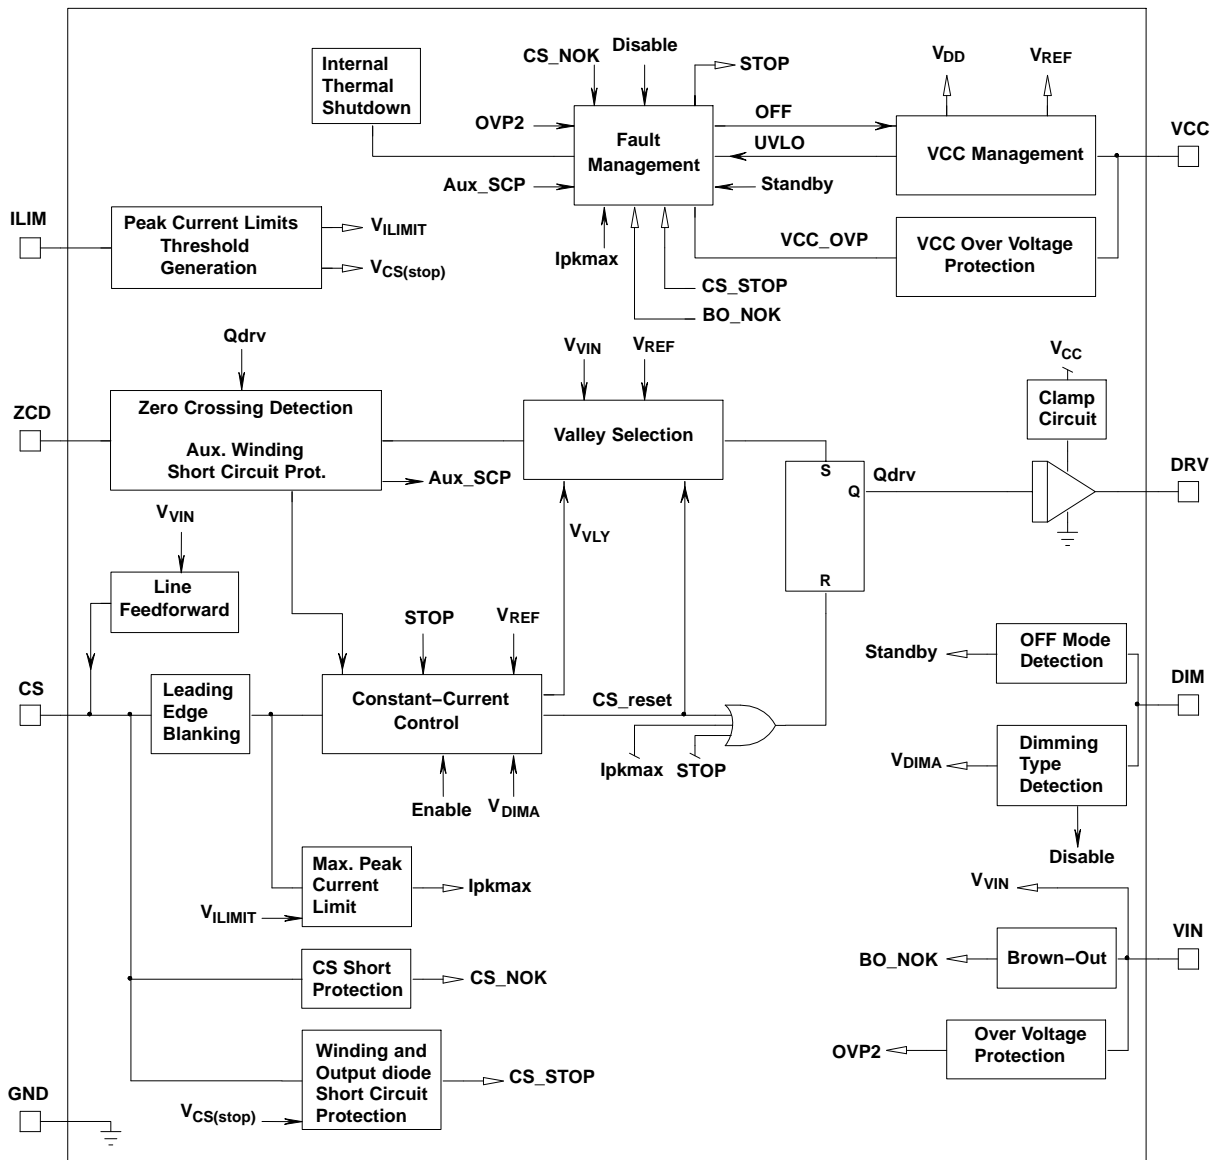 Internal
Thermal
Shutdown
CS_NOK
Disable
STOP
VDD
VREF
OVP2
Fault
Management
OFF
UVLO
VCC Management
VCC
Aux_SCP
Standby
ILIM
Peak Current Limits
Threshold
Generation
VILIMIT
VCS(stop)
Ipkmax
VCC_OVP
VCC Over Voltage
Protection
CS_STOP
BO_NOK
Qdrv
VVIN
VREF
VCC
ZCD
Zero Crossing Detection
Aux. Winding
Short Circuit Prot.
Valley Selection
Clamp
Circuit
Aux_SCP
S
Q
R
Qdrv
DRV
VVIN
VVLY
Line
Feedforward
STOP
VREF
Standby
OFF Mode
Detection
DIM
CS
Leading
Edge
Blanking
Constant−Current
Control
CS_reset
Ipkmax
STOP
VDIMA
Dimming
Type
Detection
Enable
VDIMA
Disable
Max. Peak
Current
Limit
Ipkmax
VILIMIT
VVIN
VIN
CS Short
Protection
CS_NOK
BO_NOK
Brown−Out
Winding and
Output diode
Short Circuit
Protection
CS_STOP
OVP2
Over Voltage
Protection
GND
VCS(stop)